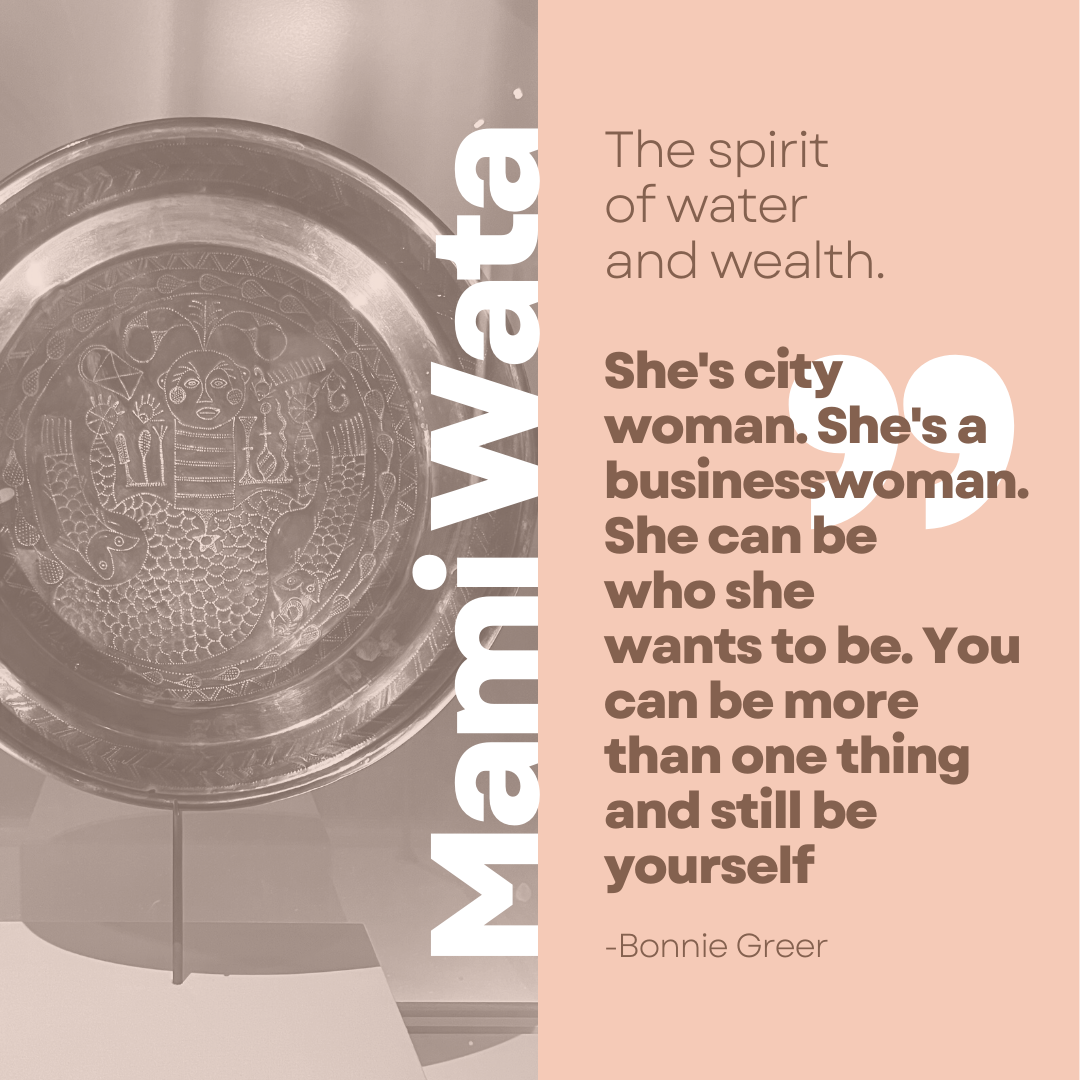 Mami Wata
The spirit
of water
and wealth.
She's city
woman. She's a
businesswoman.
She can be
who she
wants to be. You
can be more
than one thing
and still be
yourself
-Bonnie Greer